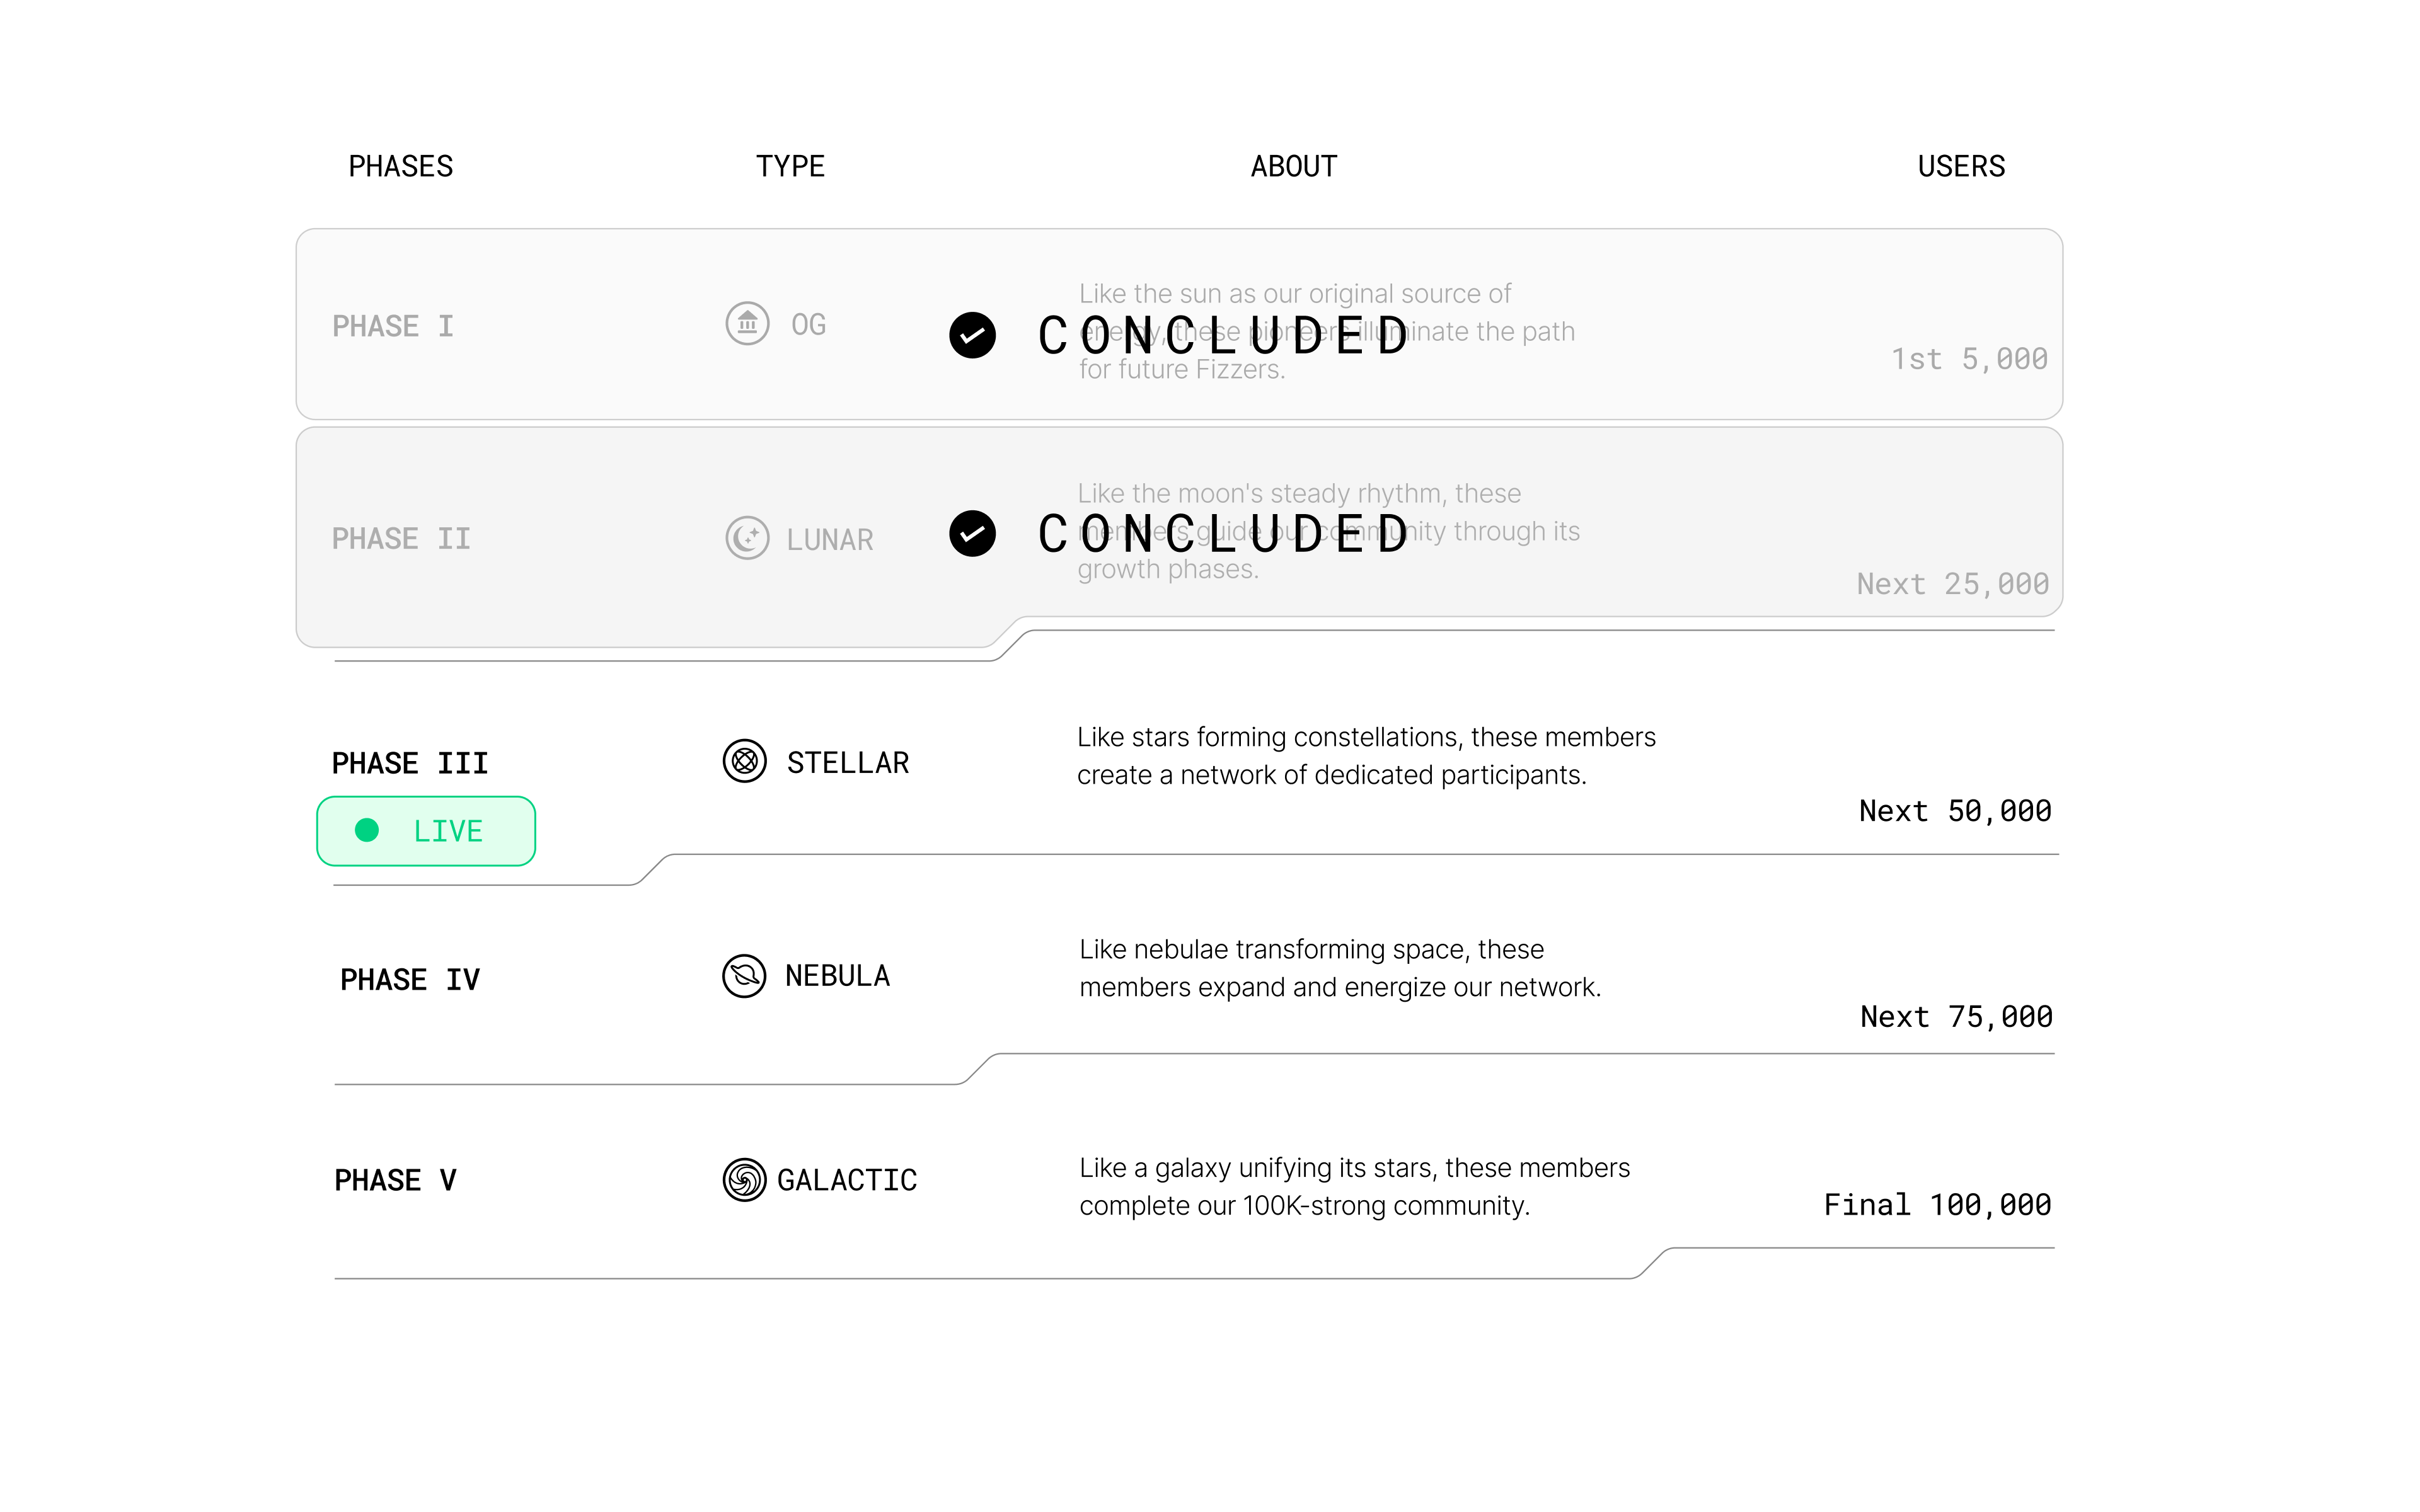 PHASES TYPE ABOUT USERS
PHASE I
OG
Like the sun as our original source of
energy, these pioneers illuminate the path
for future Fizzers.
CONCLUDED
1st 5,000
PHASE II
LUNAR
Like the moon's steady rhythm, these
members guide our community through its
growth phases.
CONCLUDED
Next 25,000
PHASE III
LIVE
STELLAR
Like stars forming constellations, these members
create a network of dedicated participants.
Next 50,000
PHASE IV
NEBULA
Like nebulae transforming space, these
members expand and energize our network.
Next 75,000
PHASE V
GALACTIC
Like a galaxy unifying its stars, these members
complete our 100K-strong community.
Final 100,000